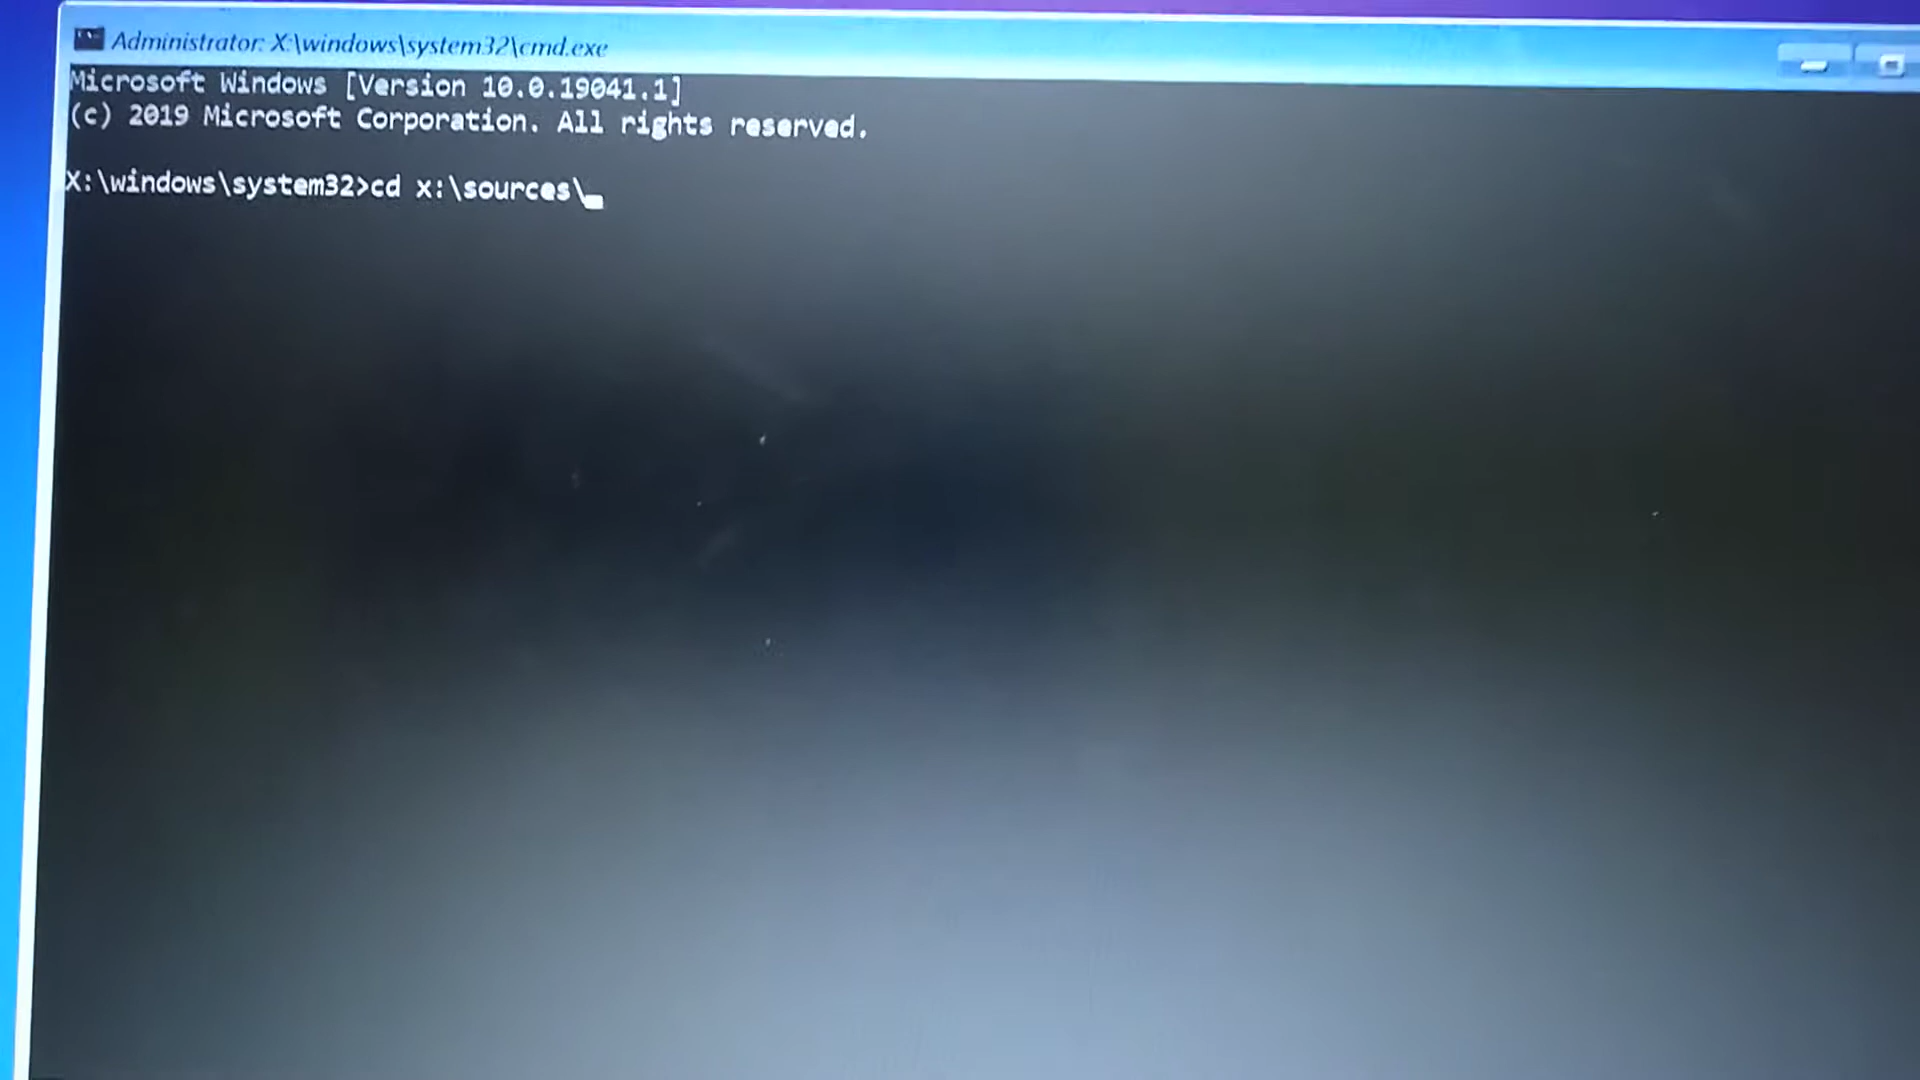 Administrator: X:\windows\system32\cmd.exe
Microsoft Windows [Version 10.0.19041.1]
(c) 2019 Microsoft Corporation. All rights reserved.
X:\windows\system32>cd x:\sources\